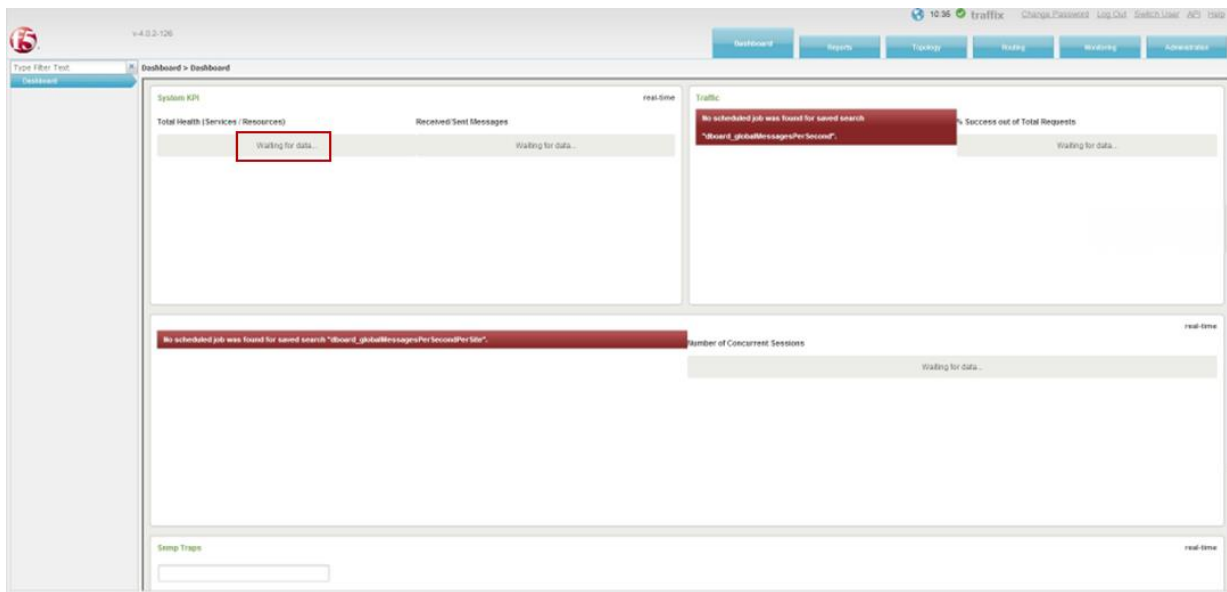 10:35 traffix Change Password Log Out Switch User API Help
f5
v-4.0.2-126
Dashboard Reports Topology Routing Monitoring Administration
Type Filter Text
Dashboard > Dashboard
Dashboard
System KPI real-time
Traffic
Total Health (Services / Resources) Received/Sent Messages
No scheduled job was found for saved search
"dboard_globalMessagesPerSecond".
% Success out of Total Requests
Waiting for data... Waiting for data... Waiting for data...
real-time
No scheduled job was found for saved search "dboard_globalMessagesPerSecondPerSite".
Number of Concurrent Sessions
Waiting for data...
Snmp Traps real-time